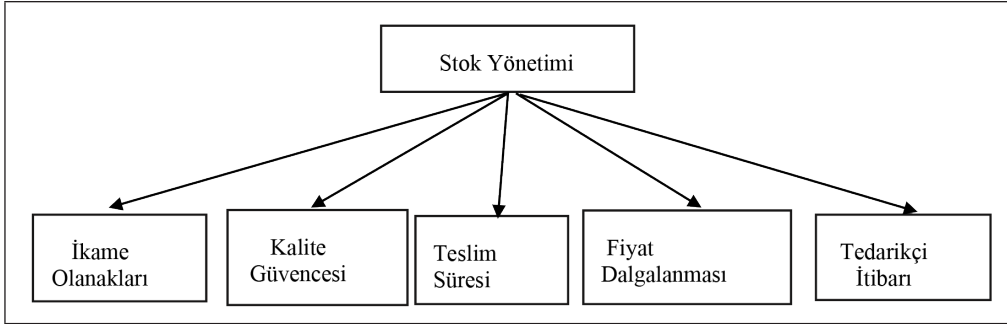 Stok Yönetimi
İkame
Olanakları
Kalite
Güvencesi
Teslim
Süresi
Fiyat
Dalgalanması
Tedarikçi
İtibarı